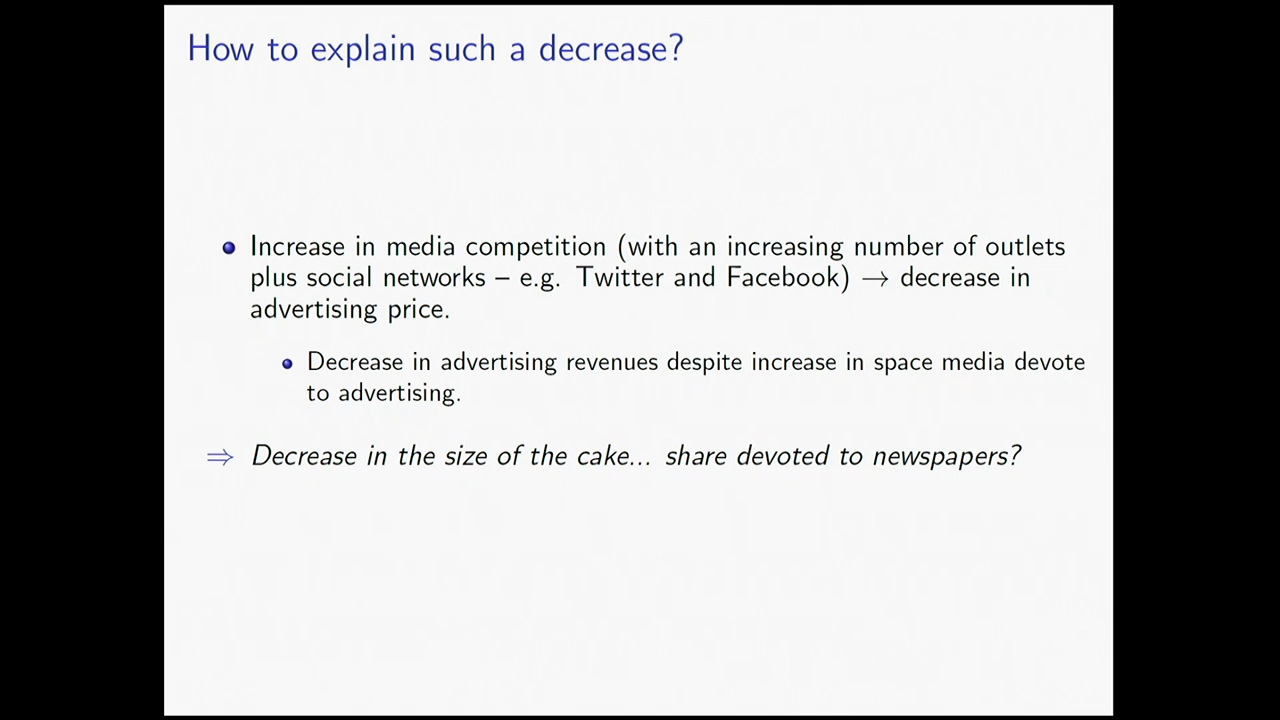 How to explain such a decrease?
Increase in media competition (with an increasing number of outlets
plus social networks – e.g. Twitter and Facebook) → decrease in
advertising price.
Decrease in advertising revenues despite increase in space media devote
to advertising.
⇒ Decrease in the size of the cake... share devoted to newspapers?